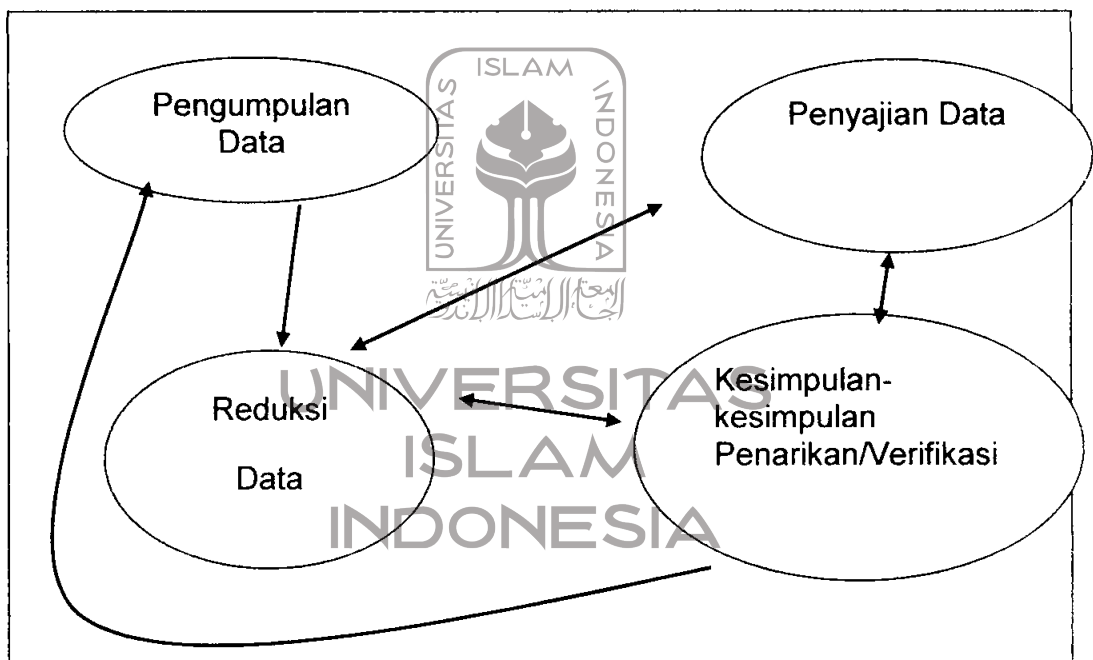 Pengumpulan
Data
Penyajian Data
Reduksi
Data
Kesimpulan-
kesimpulan
Penarikan/Verifikasi
UNIVERSITAS
ISLAM
INDONESIA
UNIVERSITAS
ISLAM
INDONESIA